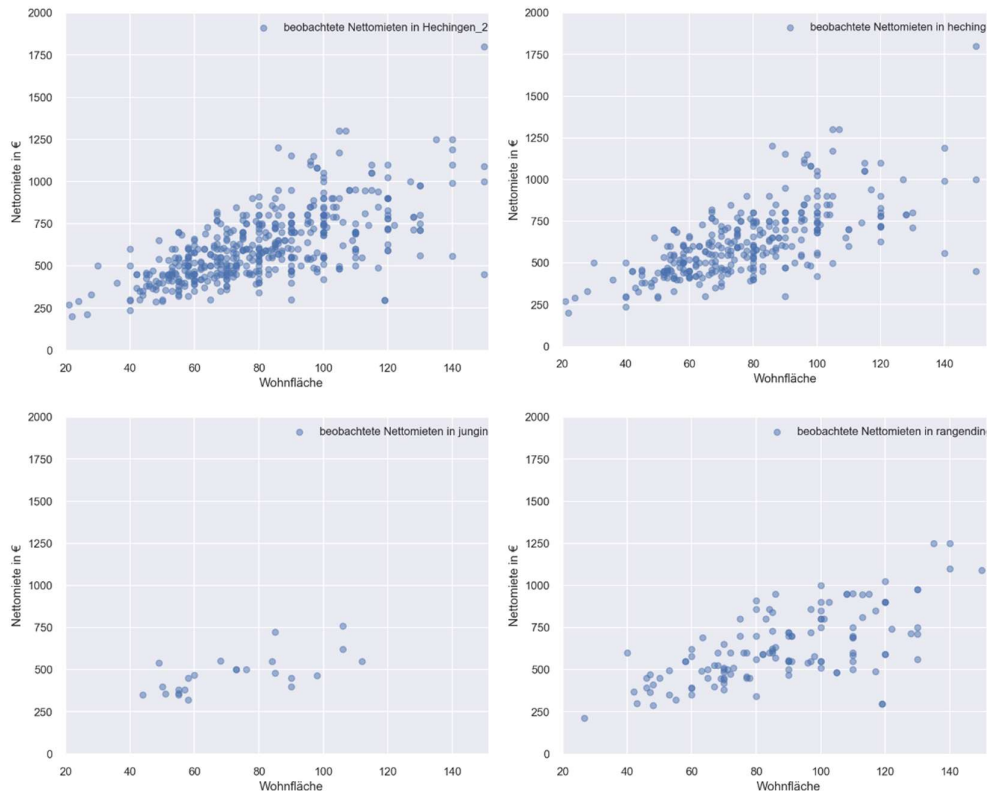 2000
beobachtete Nettomieten in Hechingen_2
1750
1500
1250
1000
750
500
250
0
Nettomiete in €
20 40 60 80 100 120 140
Wohnfläche
2000
beobachtete Nettomieten in heching
1750
1500
1250
1000
750
500
250
0
Nettomiete in €
20 40 60 80 100 120 140
Wohnfläche
2000
beobachtete Nettomieten in jungin
1750
1500
1250
1000
750
500
250
0
Nettomiete in €
20 40 60 80 100 120 140
Wohnfläche
2000
beobachtete Nettomieten in rangendin
1750
1500
1250
1000
750
500
250
0
Nettomiete in €
20 40 60 80 100 120 140
Wohnfläche